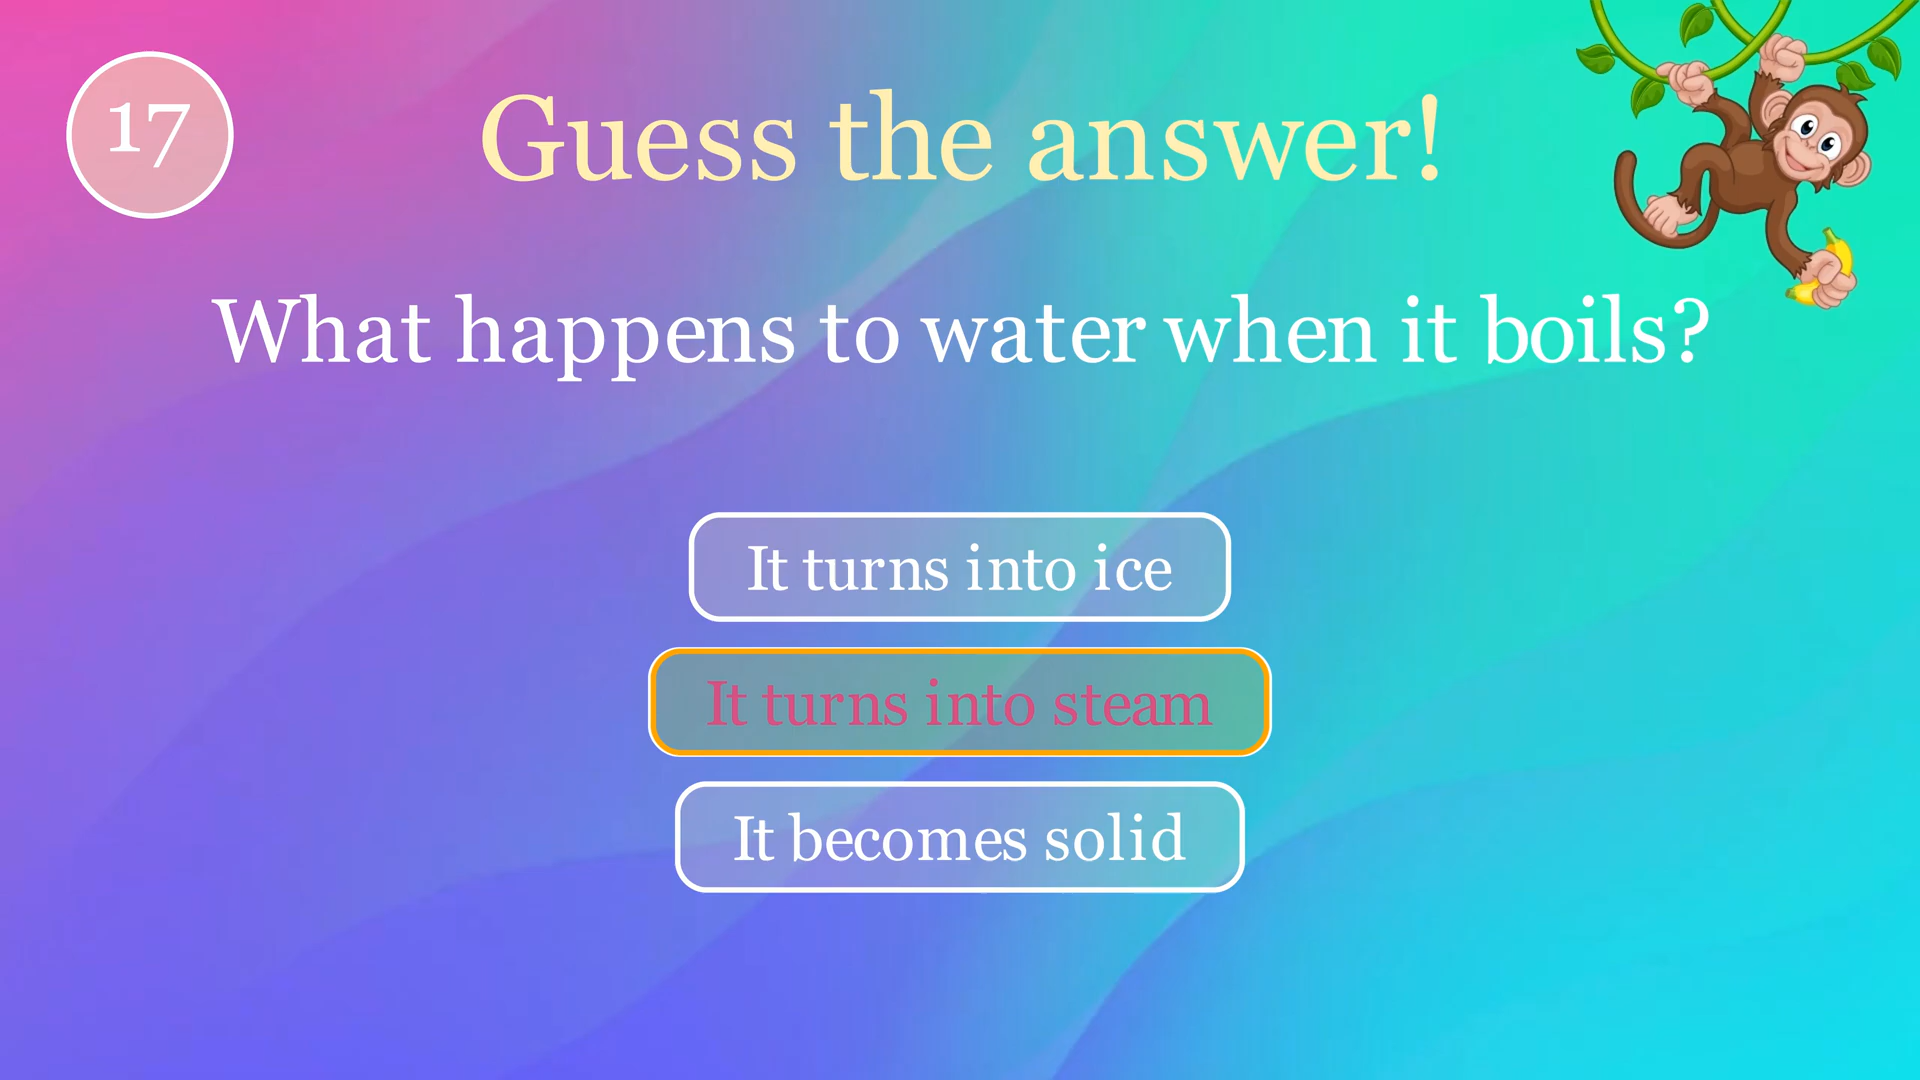 17
Guess the answer!
What happens to water when it boils?
It turns into ice
It turns into steam
It becomes solid